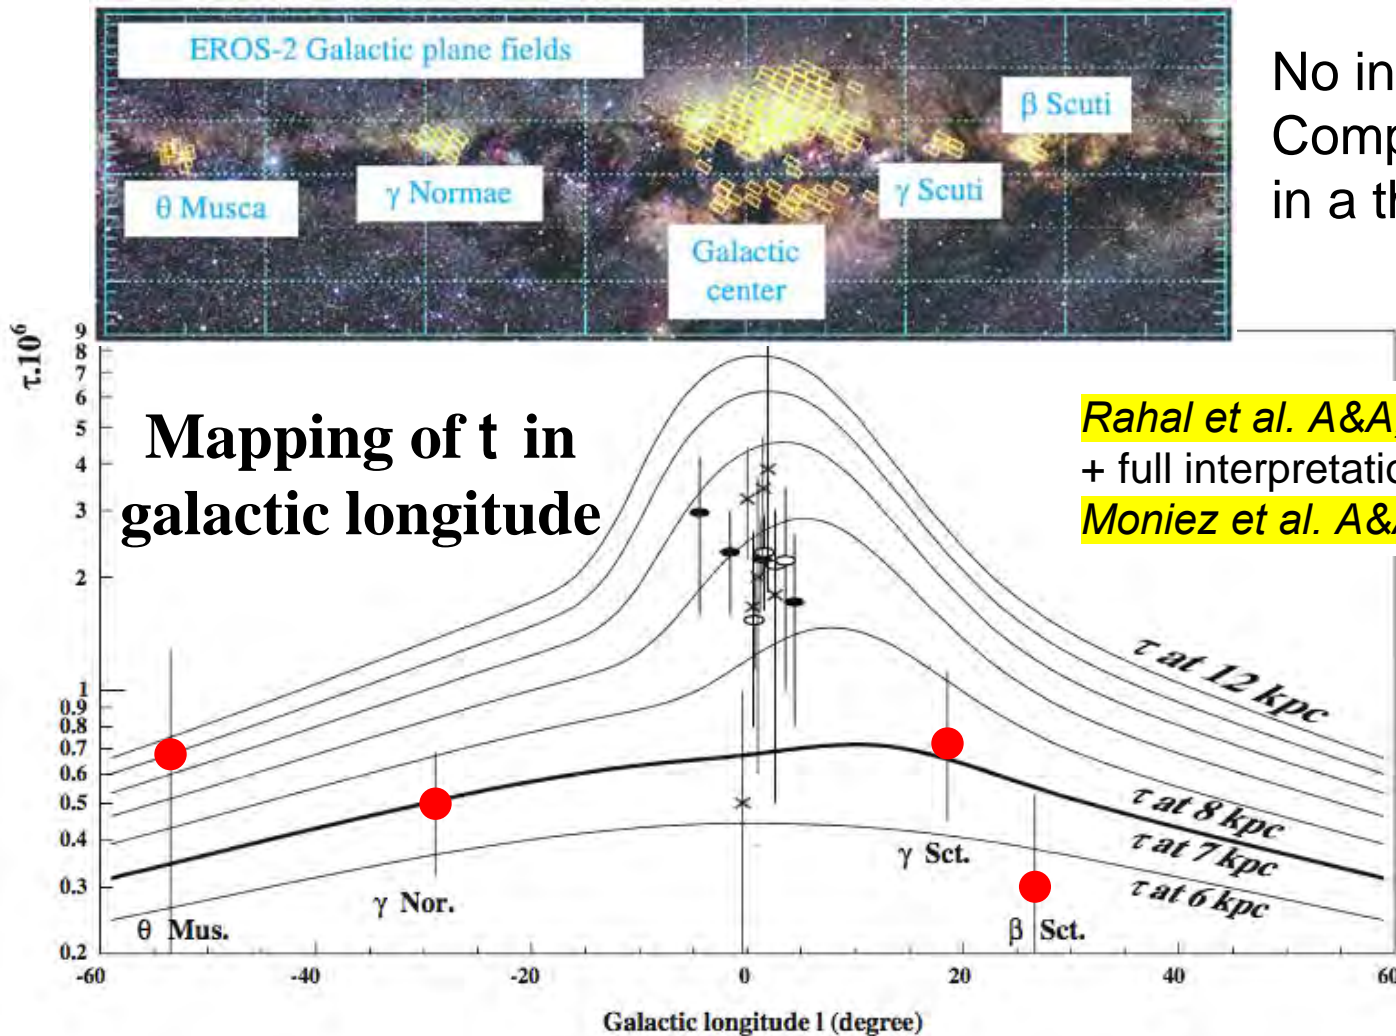 EROS-2 Galactic plane fields
θ Musca
γ Normae
Galactic
center
γ Scuti
β Scuti
No in
Comp
in a th
τ.10⁶
9
8
7
6
5
4
3
2
1
0.9
0.8
0.7
0.6
0.5
0.4
0.3
0.2
Mapping of t in
galactic longitude
Rahal et al. A&A
+ full interpretatio
Moniez et al. A&
τ at 12 kpc
τ at 8 kpc
τ at 7 kpc
τ at 6 kpc
θ Mus.
γ Nor.
γ Sct.
β Sct.
-60 -40 -20 0 20 40 60
Galactic longitude l (degree)